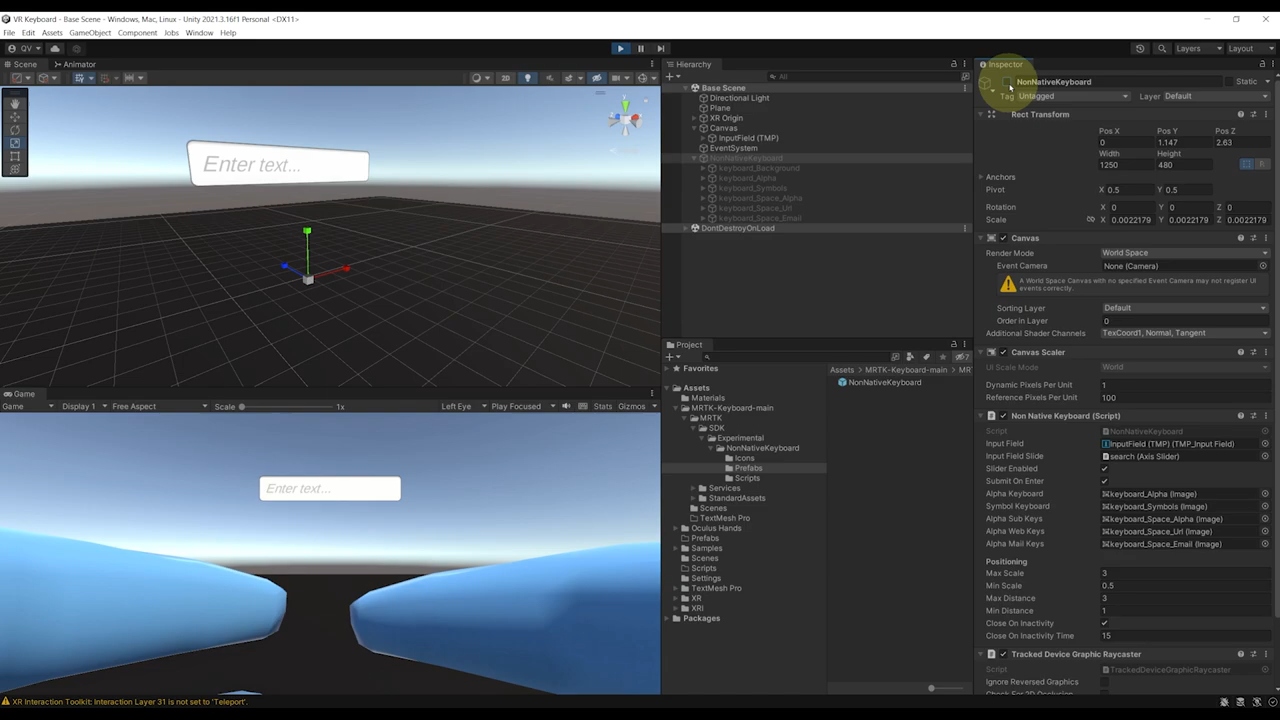 VR Keyboard - Base Scene - Windows, Mac, Linux - Unity 2021.3.16f1 Personal <DX11>
File Edit Assets GameObject Component Jobs Window Help
QV Layers Layout
Scene Animator
2D
Enter text...
Game
Game Display 1 Free Aspect Scale 1x Left Eye Play Focused Stats Gizmos
Enter text...
Hierarchy
All
Base Scene
Directional Light
Plane
XR Origin
Canvas
InputField (TMP)
EventSystem
NonNativeKeyboard
keyboard_Background
keyboard_Alpha
keyboard_Symbols
keyboard_Space_Alpha
keyboard_Space_Url
keyboard_Space_Email
DontDestroyOnLoad
Project
7
Favorites
Assets
Materials
MRTK-Keyboard-main
MRTK
SDK
Experimental
NonNativeKeyboard
Icons
Prefabs
Scripts
Services
StandardAssets
Scenes
TextMesh Pro
Oculus Hands
Prefabs
Samples
Scenes
Scripts
Settings
TextMesh Pro
XR
XRI
Packages
Assets MRTK-Keyboard-main MR
NonNativeKeyboard
Inspector
NonNativeKeyboard Static
Tag Untagged Layer Default
Rect Transform
Pos X Pos Y Pos Z
0 1.147 2.63
Width Height
1250 480
R
Anchors
Pivot X 0.5 Y 0.5
Rotation X 0 Y 0 Z 0
Scale X 0.0022179 Y 0.0022179 Z 0.0022179
Canvas
Render Mode World Space
Event Camera None (Camera)
A World Space Canvas with no specified Event Camera may not register UI
events correctly.
Sorting Layer Default
Order in Layer 0
Additional Shader Channels TexCoord1, Normal, Tangent
Canvas Scaler
UI Scale Mode World
Dynamic Pixels Per Unit 1
Reference Pixels Per Unit 100
Non Native Keyboard (Script)
Script NonNativeKeyboard
Input Field InputField (TMP) (TMP_Input Field)
Input Field Slide search (Axis Slider)
Slider Enabled
Submit On Enter
Alpha Keyboard keyboard_Alpha (Image)
Symbol Keyboard keyboard_Symbols (Image)
Alpha Sub Keys keyboard_Space_Alpha (Image)
Alpha Web Keys keyboard_Space_Url (Image)
Alpha Mail Keys keyboard_Space_Email (Image)
Positioning
Max Scale 3
Min Scale 0.5
Max Distance 3
Min Distance 1
Close On Inactivity
Close On Inactivity Time 15
Tracked Device Graphic Raycaster
Script TrackedDeviceGraphicRaycaster
Ignore Reversed Graphics
XR Interaction Toolkit: Interaction Layer 31 is not set to 'Teleport'.